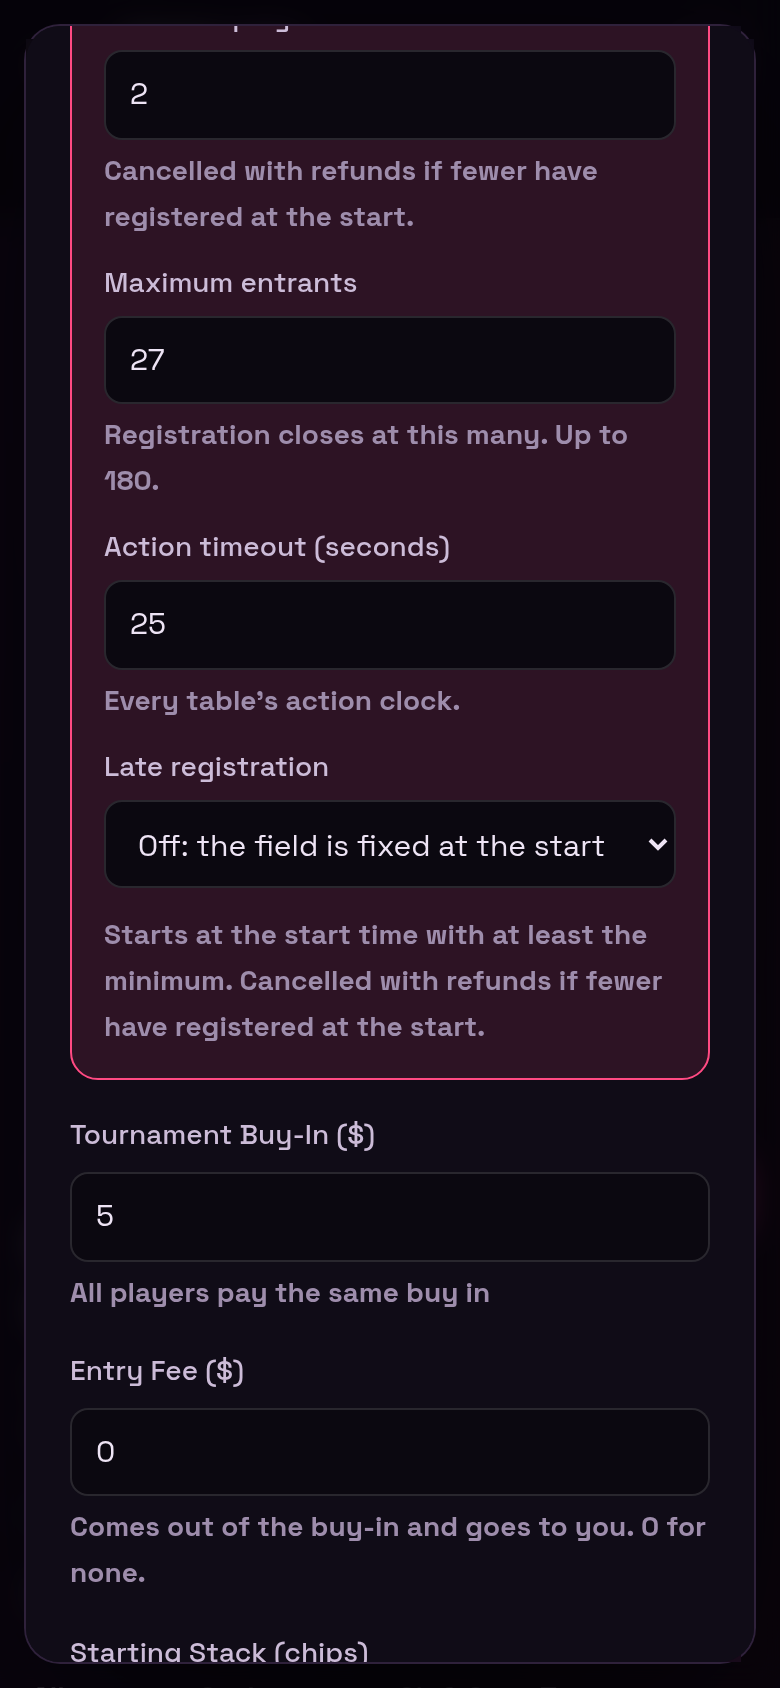 2
Cancelled with refunds if fewer have
registered at the start.
Maximum entrants
27
Registration closes at this many. Up to
180.
Action timeout (seconds)
25
Every table's action clock.
Late registration
Off: the field is fixed at the start
Starts at the start time with at least the
minimum. Cancelled with refunds if fewer
have registered at the start.
Tournament Buy-In ($)
5
All players pay the same buy in
Entry Fee ($)
0
Comes out of the buy-in and goes to you. 0 for
none.
Starting Stack (chips)